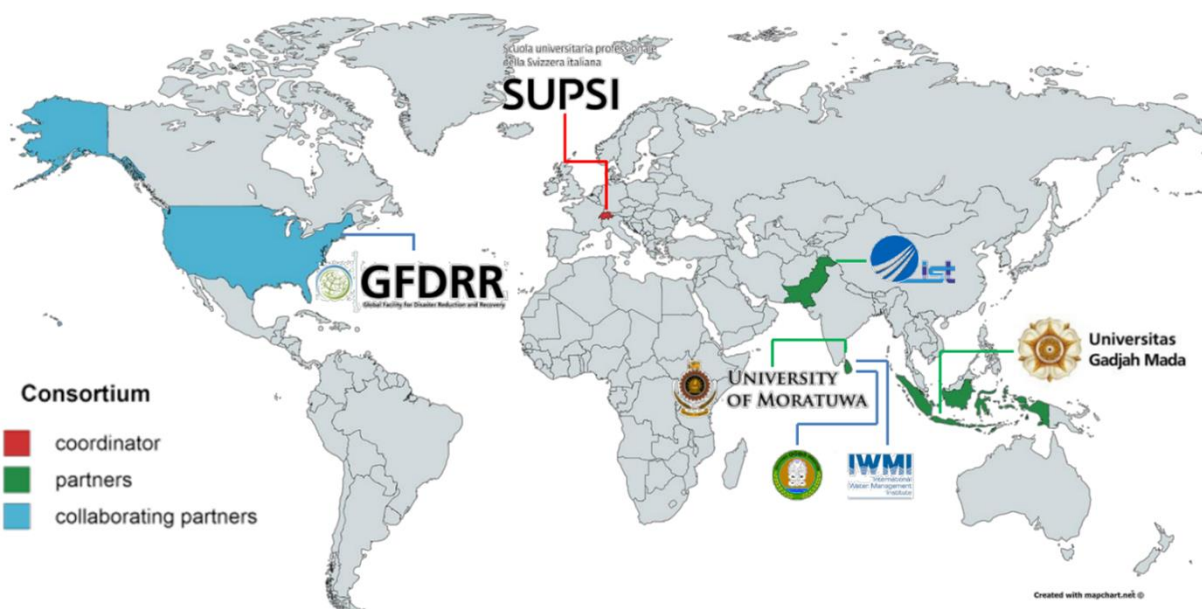 Scuola universitaria professionale
della Svizzera italiana
SUPSI
GFDRR
Global Facility for Disaster Reduction and Recovery
ist
Universitas
Gadjah Mada
UNIVERSITY
OF MORATUWA
IWMI
International
Water Management
Institute
Consortium
coordinator
partners
collaborating partners
Created with mapchart.net ©